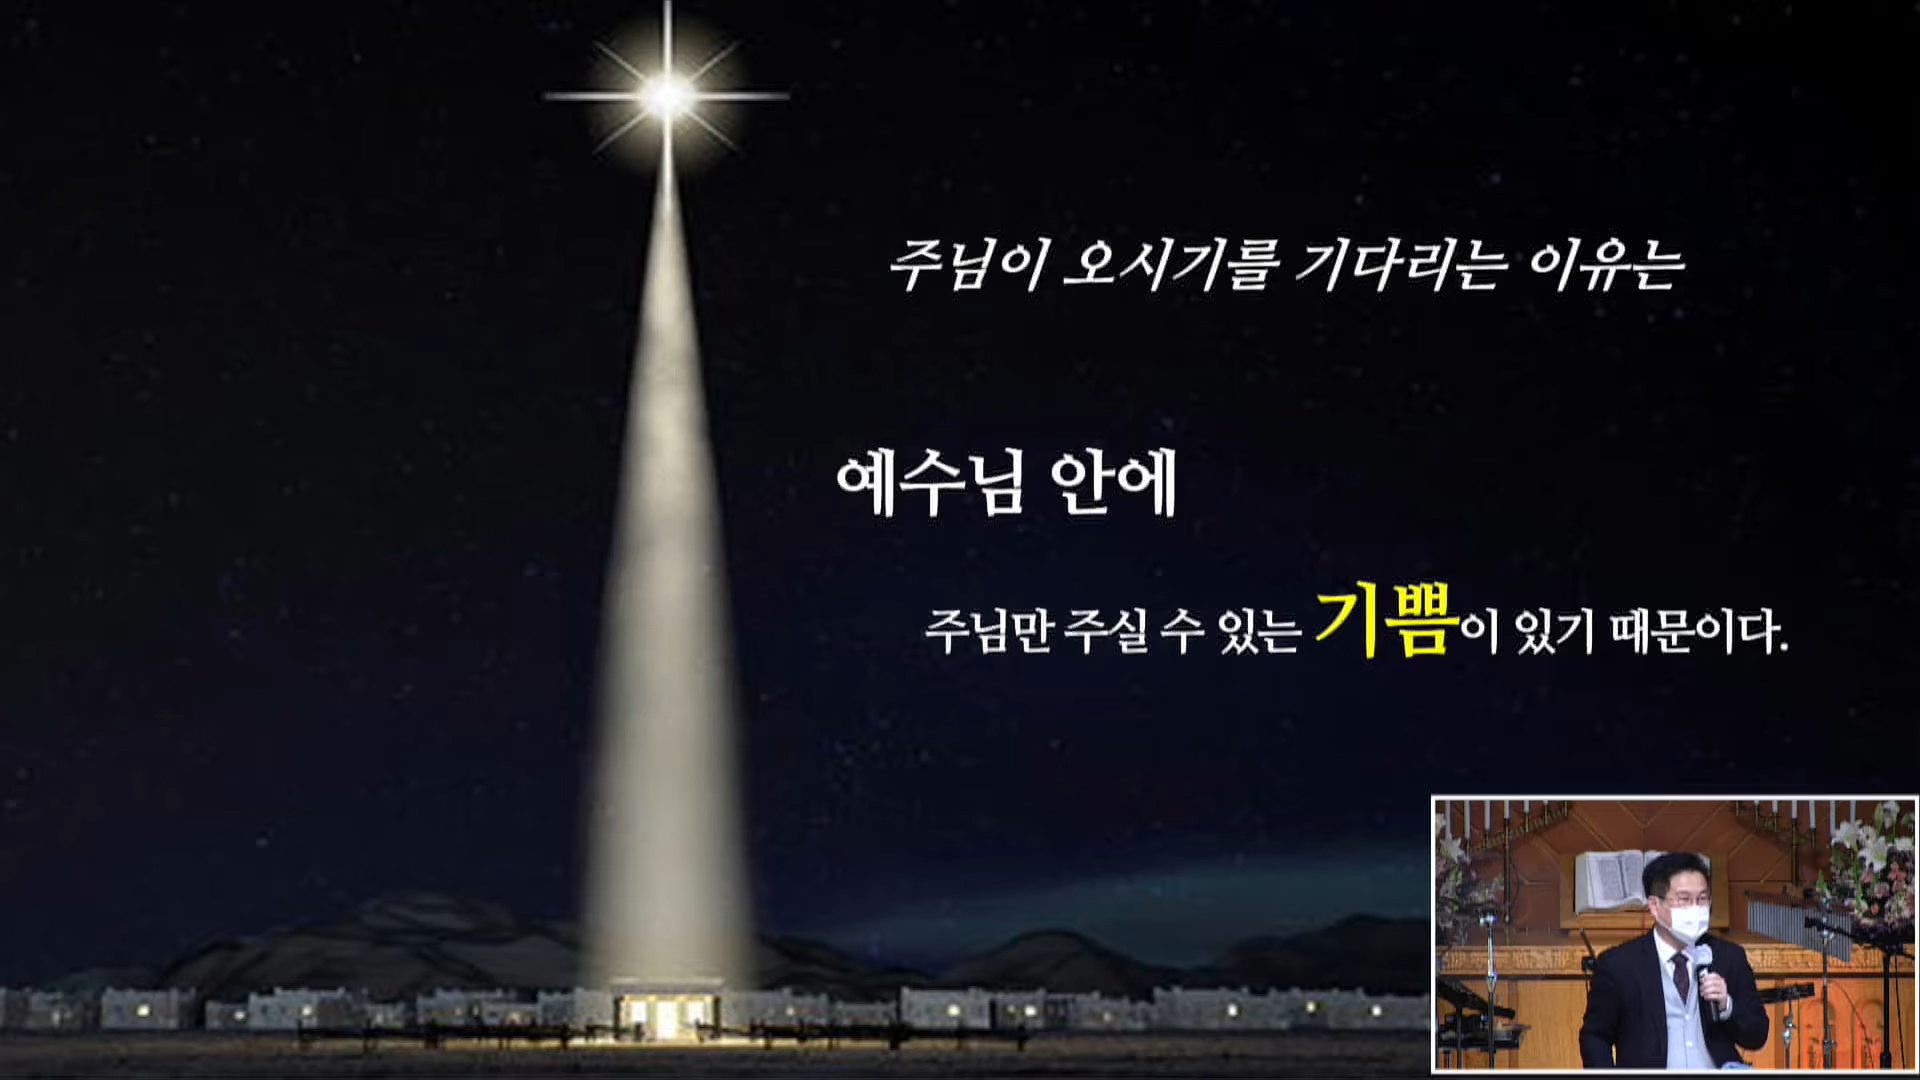 주님이 오시기를 기다리는 이유는
예수님 안에
주님만 주실 수 있는 기쁨이 있기 때문이다.